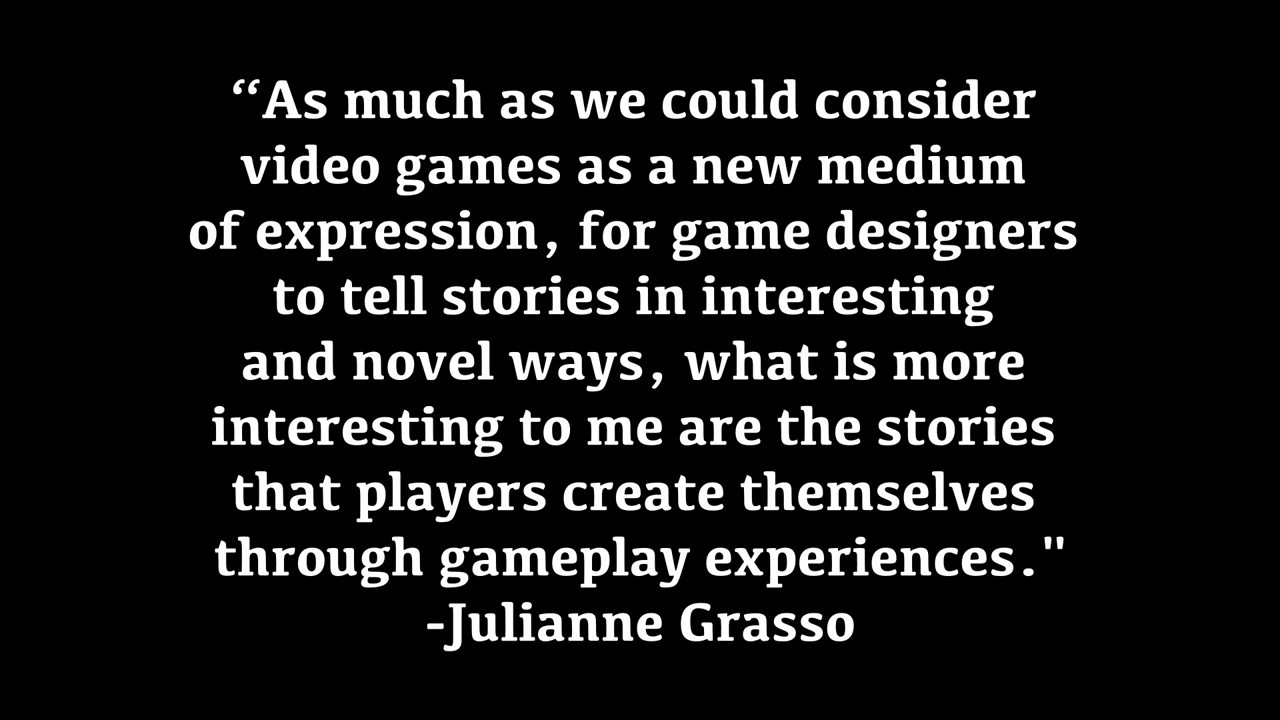 “As much as we could consider
video games as a new medium
of expression, for game designers
to tell stories in interesting
and novel ways, what is more
interesting to me are the stories
that players create themselves
through gameplay experiences."
-Julianne Grasso